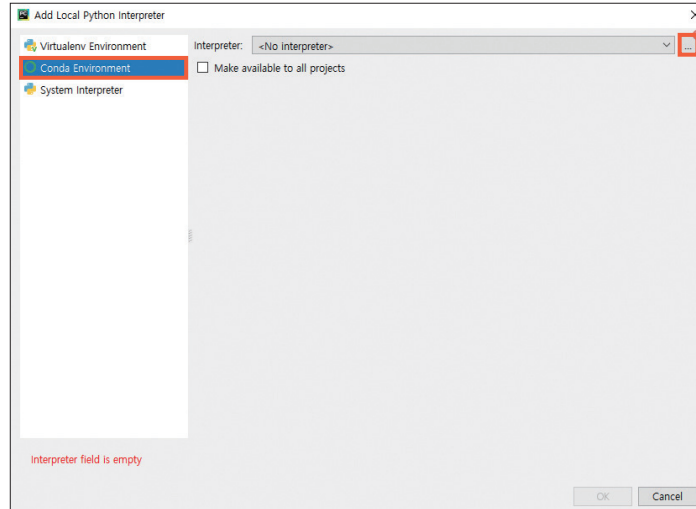 Add Local Python Interpreter
Virtualenv Environment
Interpreter: <No interpreter>
...
Conda Environment
Make available to all projects
System Interpreter
Interpreter field is empty
OK
Cancel